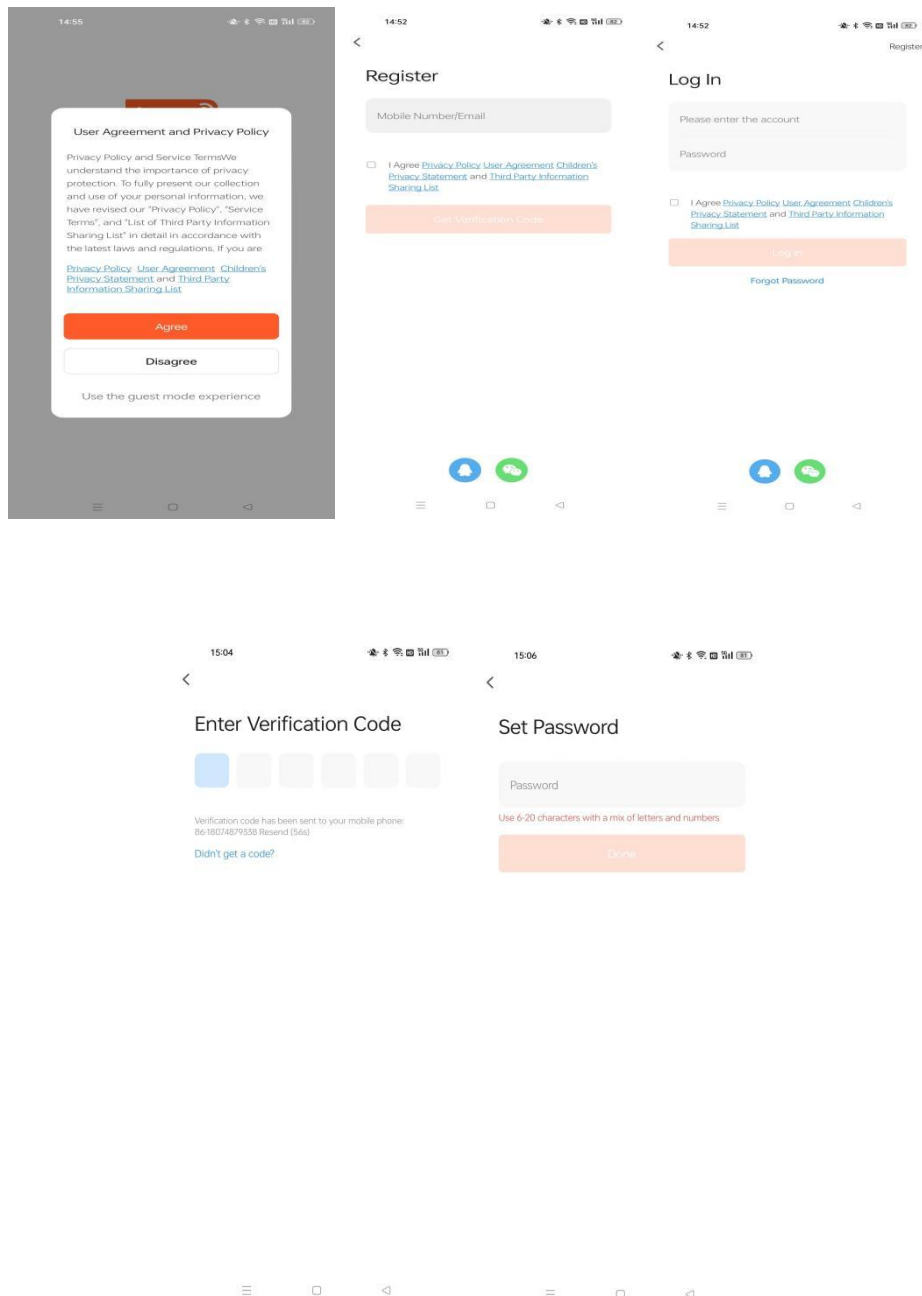 14:55
User Agreement and Privacy Policy
Privacy Policy and Service TermsWe
understand the importance of privacy
protection. To fully present our collection
and use of your personal information, we
have revised our "Privacy Policy", "Service
Terms", and "List of Third Party Information
Sharing List" in detail in accordance with
the latest laws and regulations. If you are
Privacy Policy User Agreement Children's
Privacy Statement and Third Party
Information Sharing List
Agree
Disagree
Use the guest mode experience
14:52
Register
Mobile Number/Email
I Agree Privacy Policy User Agreement Children's
Privacy Statement and Third Party Information
Sharing List
Get Verification Code
14:52
Register
Log In
Please enter the account
Password
I Agree Privacy Policy User Agreement Children's
Privacy Statement and Third Party Information
Sharing List
Log In
Forgot Password
15:04
Enter Verification Code
Verification code has been sent to your mobile phone:
86-18074879338 Resend (56s)
Didn't get a code?
15:06
Set Password
Password
Use 6-20 characters with a mix of letters and numbers
Done